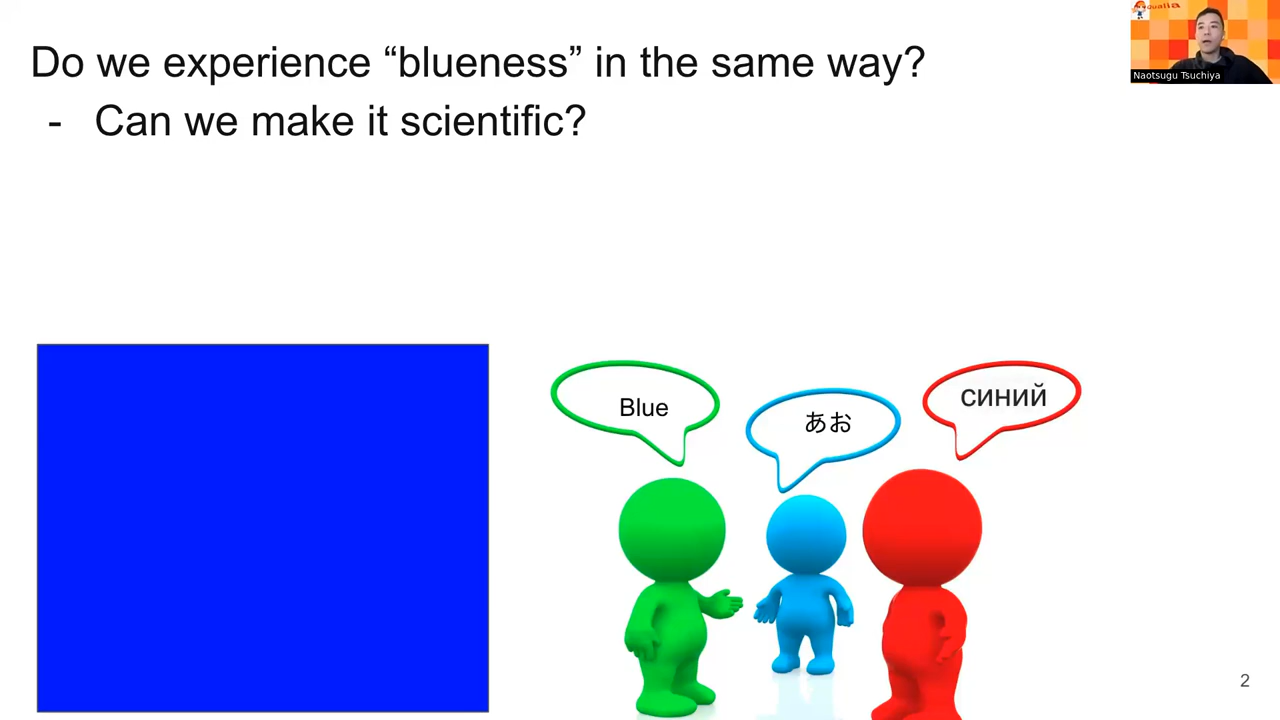 Do we experience “blueness” in the same way?
- Can we make it scientific?
Qualia
Naotsugu Tsuchiya
Blue
あお
синий
2